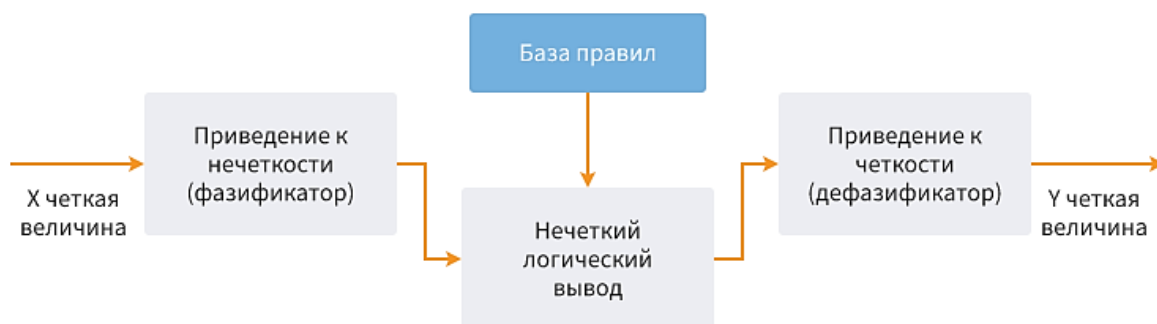 База правил
Приведение к
нечеткости
(фазификатор)
Приведение к
четкости
(дефазификатор)
X четкая
величина
Y четкая
величина
Нечеткий
логический
вывод